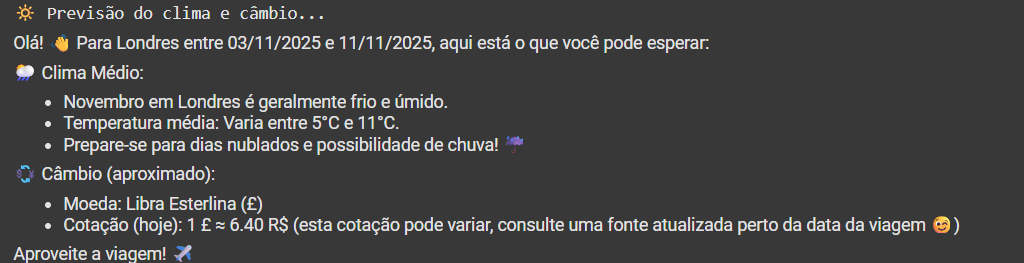 🔅 Previsão do clima e câmbio...
Olá! 👋 Para Londres entre 03/11/2025 e 11/11/2025, aqui está o que você pode esperar:
🌦️ Clima Médio:
• Novembro em Londres é geralmente frio e úmido.
• Temperatura média: Varia entre 5°C e 11°C.
• Prepare-se para dias nublados e possibilidade de chuva! ☔
💱 Câmbio (aproximado):
• Moeda: Libra Esterlina (£)
• Cotação (hoje): 1 £ ≈ 6.40 R$ (esta cotação pode variar, consulte uma fonte atualizada perto da data da viagem 😉)
Aproveite a viagem! ✈️